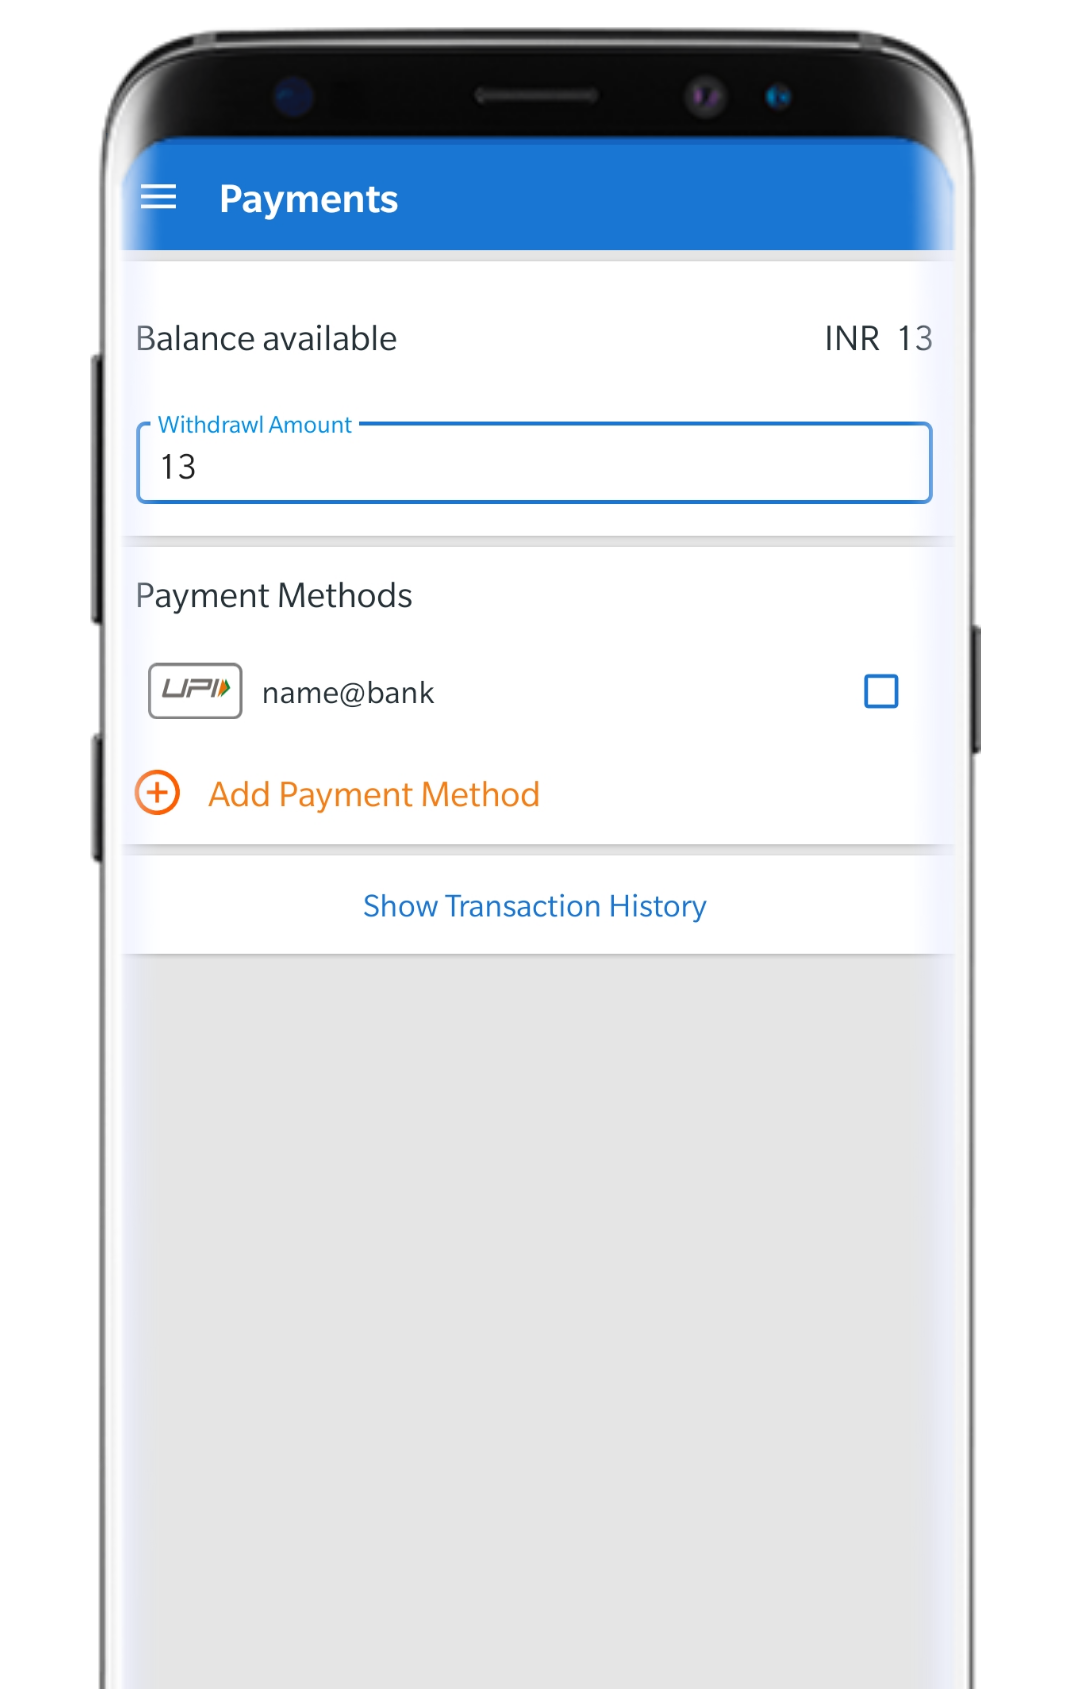 Payments
Balance available INR 13
Withdrawl Amount
13
Payment Methods
UPI name@bank
Add Payment Method
Show Transaction History